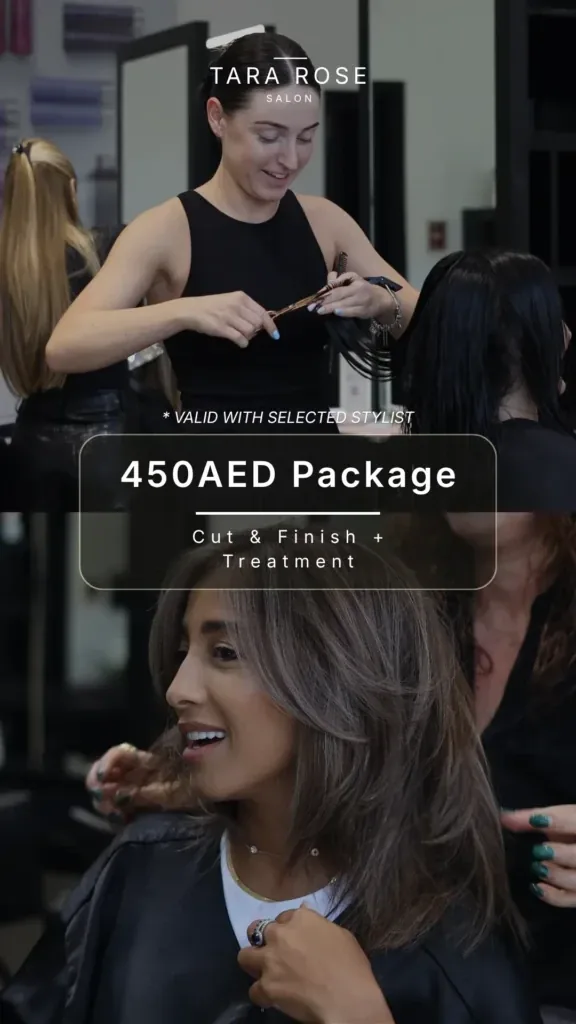 TARA ROSE
SALON
* VALID WITH SELECTED STYLIST
450AED Package
Cut & Finish +
Treatment